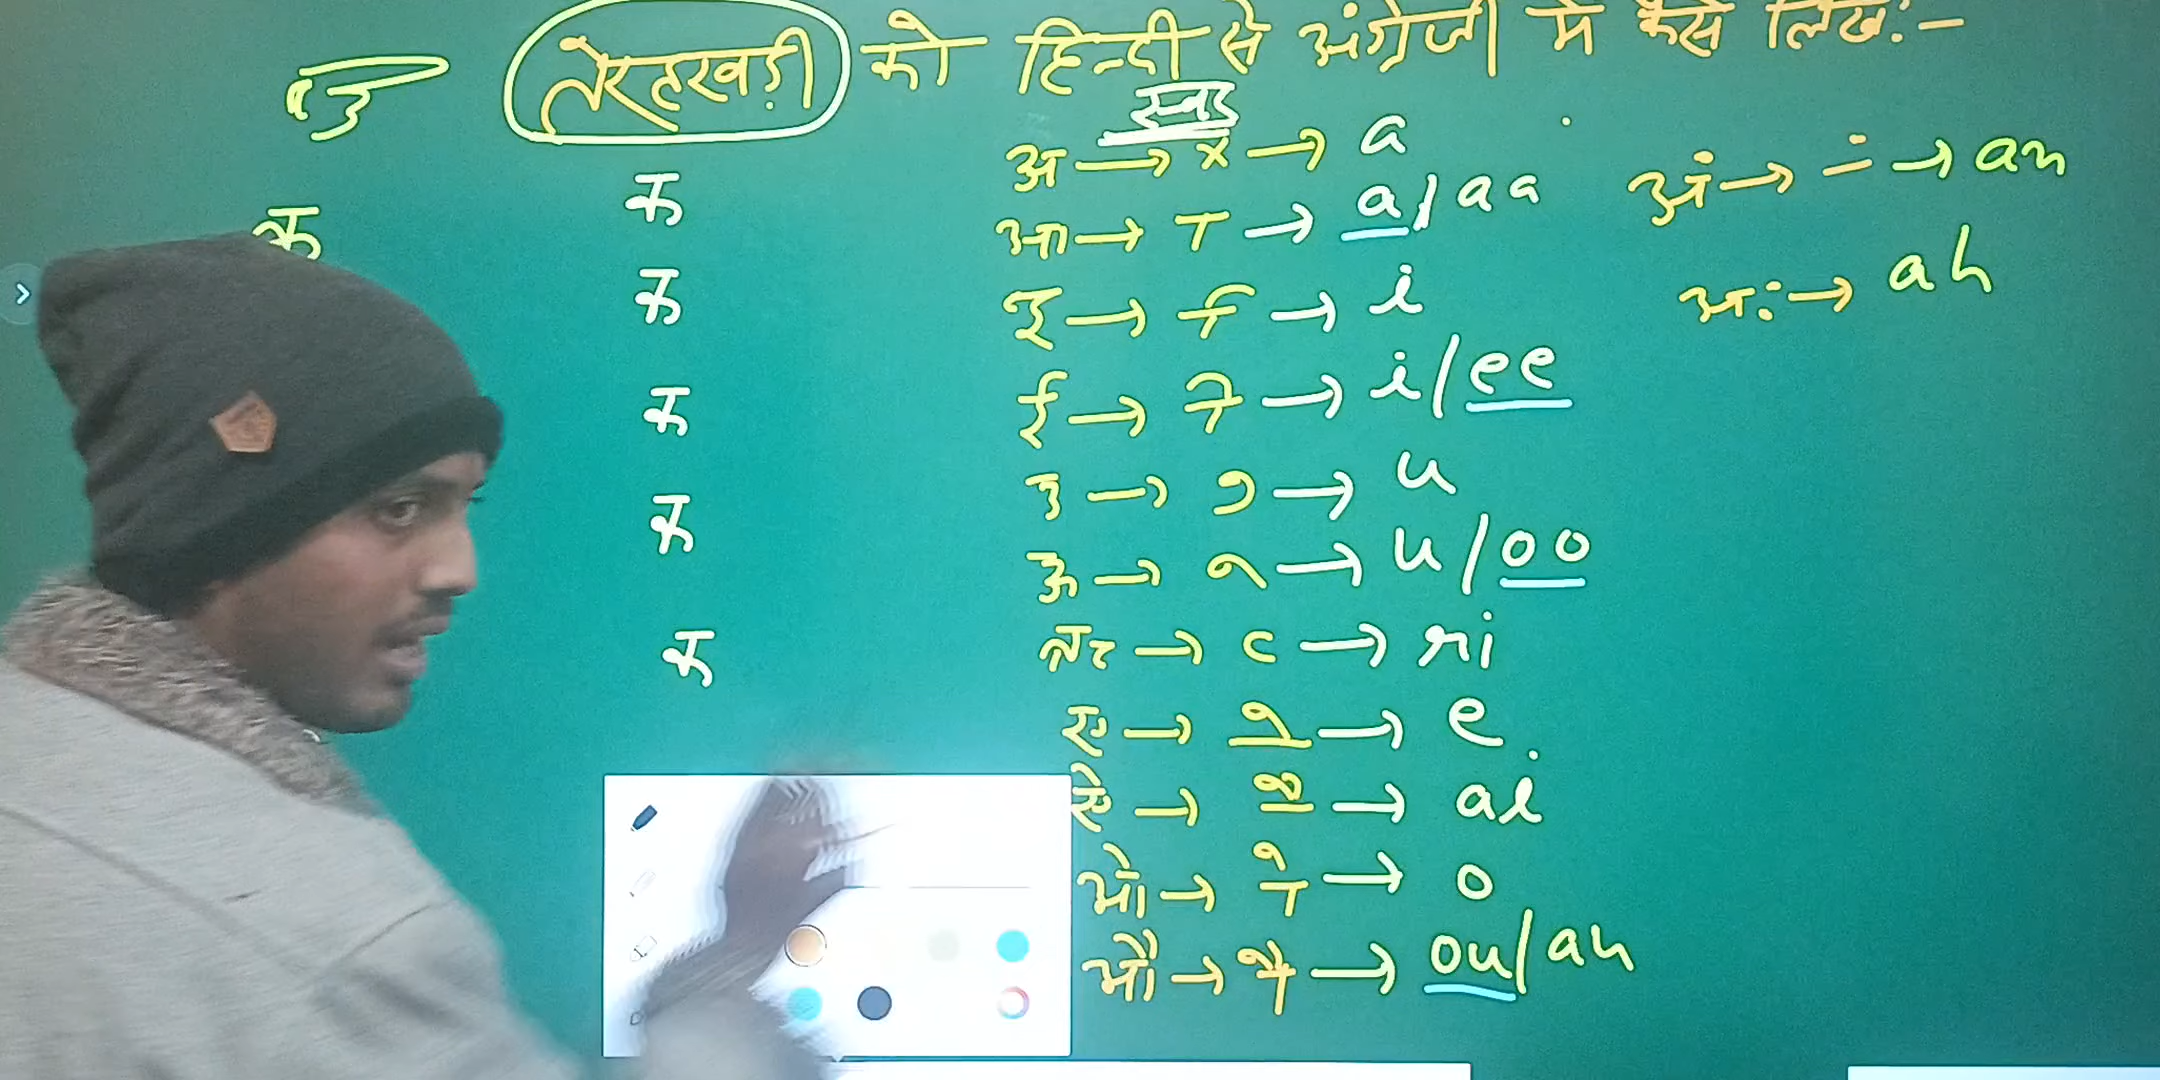 तेरहखड़ी को हिन्दी से अंग्रेजी में कैसे लिखें:-
स्वर
अ → x → a
आ → ा → a/aa
इ → ि → i
ई → ी → i/ee
उ → ु → u
ऊ → ू → u/oo
ऋ → ृ → ri
ए → े → e
ऐ → ै → ai
ओ → ो → o
औ → ौ → ou/au
अं → ं → an
अः → ah
क
क
क
क
क
क